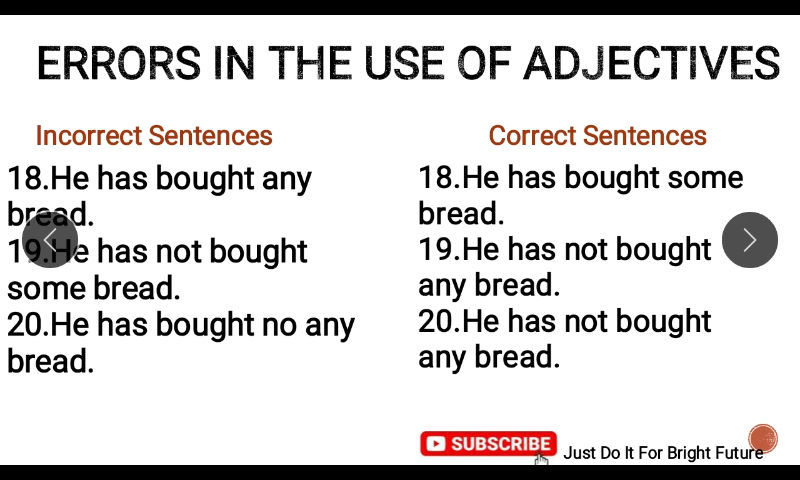 ERRORS IN THE USE OF ADJECTIVES
Incorrect Sentences
18.He has bought any
bread.
19.He has not bought
some bread.
20.He has bought no any
bread.
Correct Sentences
18.He has bought some
bread.
19.He has not bought
any bread.
20.He has not bought
any bread.
SUBSCRIBE
Just Do It For Bright Future